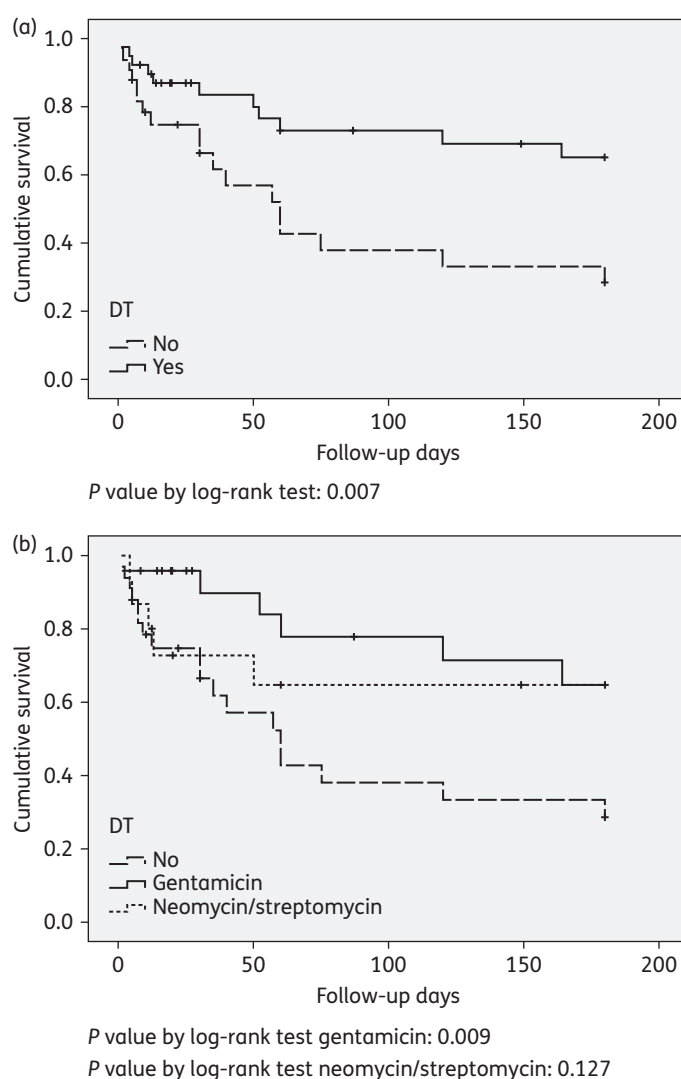 (a)
1.0
0.8
0.6
0.4
0.2
0.0
Cumulative survival
DT
No
Yes
0 50 100 150 200
Follow-up days
P value by log-rank test: 0.007
(b)
1.0
0.8
0.6
0.4
0.2
0.0
Cumulative survival
DT
No
Gentamicin
Neomycin/streptomycin
0 50 100 150 200
Follow-up days
P value by log-rank test gentamicin: 0.009
P value by log-rank test neomycin/streptomycin: 0.127